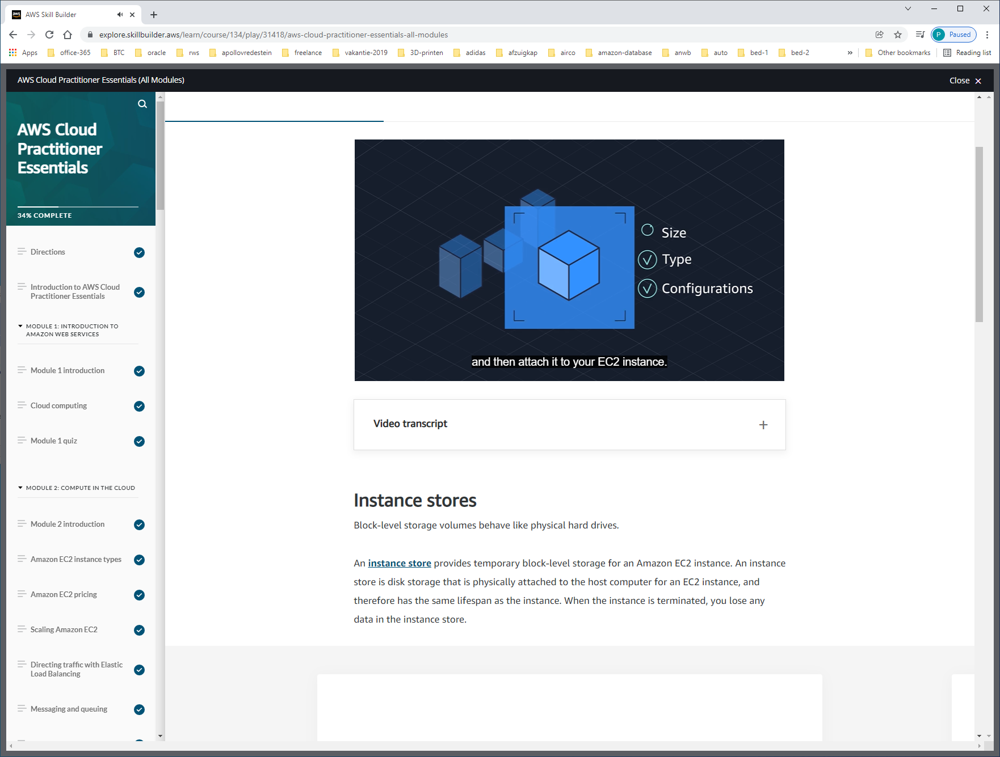 AWS Skill Builder
explore.skillbuilder.aws/learn/course/134/play/31418/aws-cloud-practitioner-essentials-all-modules
P Paused
Apps office-365 BTC oracle rws apollovredestein freelance vakantie-2019 3D-printen adidas afzuigkap airco amazon-database anwb auto bed-1 bed-2 » Other bookmarks Reading list
AWS Cloud Practitioner Essentials (All Modules)
Close
AWS Cloud
Practitioner
Essentials
34% COMPLETE
Directions
Introduction to AWS Cloud
Practitioner Essentials
MODULE 1: INTRODUCTION TO
AMAZON WEB SERVICES
Module 1 introduction
Cloud computing
Module 1 quiz
MODULE 2: COMPUTE IN THE CLOUD
Module 2 introduction
Amazon EC2 instance types
Amazon EC2 pricing
Scaling Amazon EC2
Directing traffic with Elastic
Load Balancing
Messaging and queuing
Size
Type
Configurations
and then attach it to your EC2 instance.
Video transcript
Instance stores
Block-level storage volumes behave like physical hard drives.
An instance store provides temporary block-level storage for an Amazon EC2 instance. An instance
store is disk storage that is physically attached to the host computer for an EC2 instance, and
therefore has the same lifespan as the instance. When the instance is terminated, you lose any
data in the instance store.